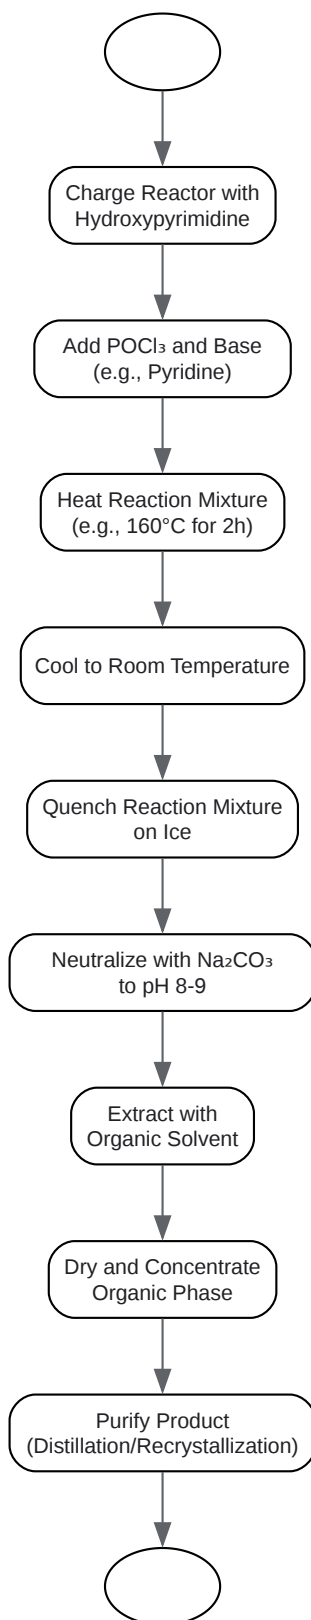 Charge Reactor with
Hydroxypyrimidine
Add POCl₃ and Base
(e.g., Pyridine)
Heat Reaction Mixture
(e.g., 160°C for 2h)
Cool to Room Temperature
Quench Reaction Mixture
on Ice
Neutralize with Na₂CO₃
to pH 8-9
Extract with
Organic Solvent
Dry and Concentrate
Organic Phase
Purify Product
(Distillation/Recrystallization)